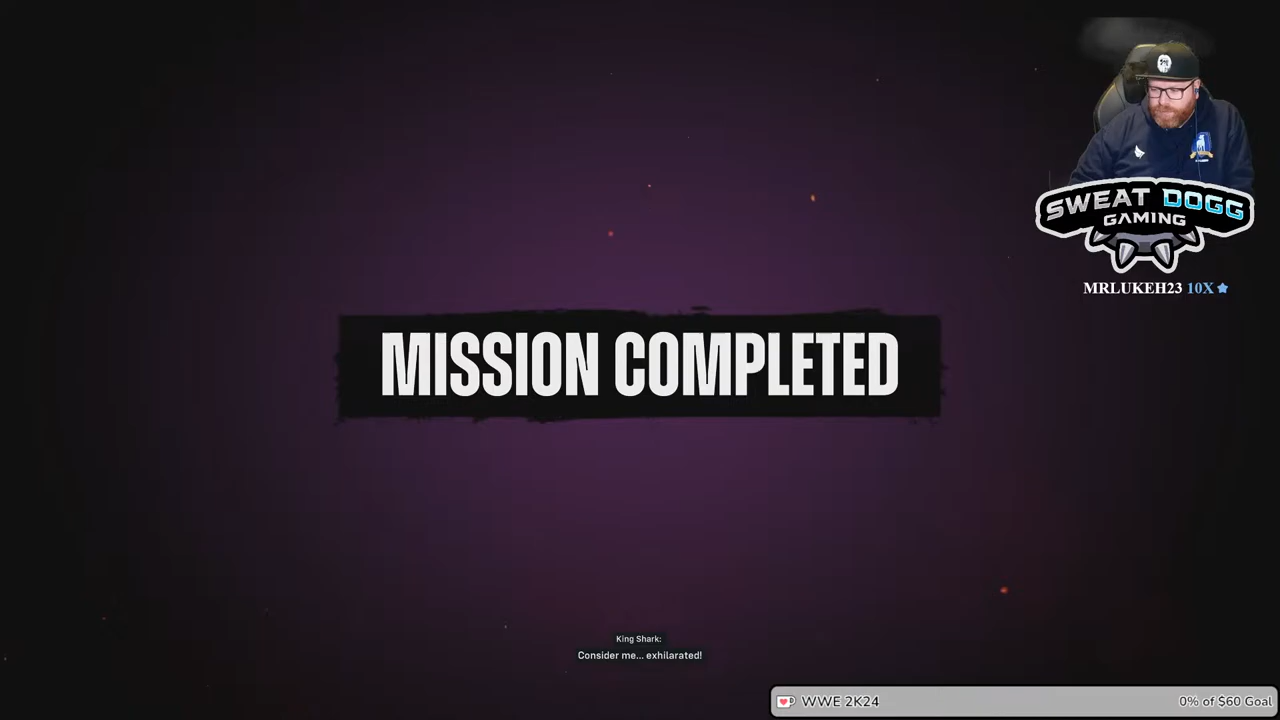 SWEAT DOGG
GAMING
MRLUKEH23 10X
MISSION COMPLETED
King Shark:
Consider me... exhilarated!
WWE 2K24 0% of $60 Goal